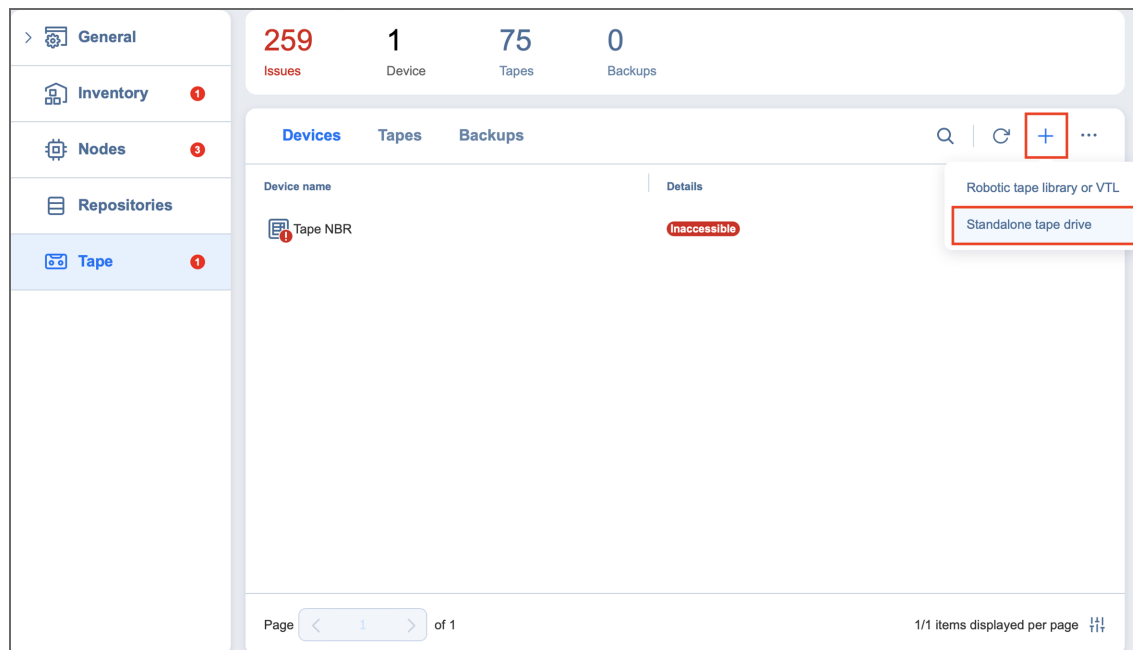 General
Inventory 1
Nodes 3
Repositories
Tape 1
259 1 75 0
Issues Device Tapes Backups
Devices Tapes Backups
Robotic tape library or VTL
Standalone tape drive
Device name Details
Tape NBR Inaccessible
Page 1 of 1
1/1 items displayed per page